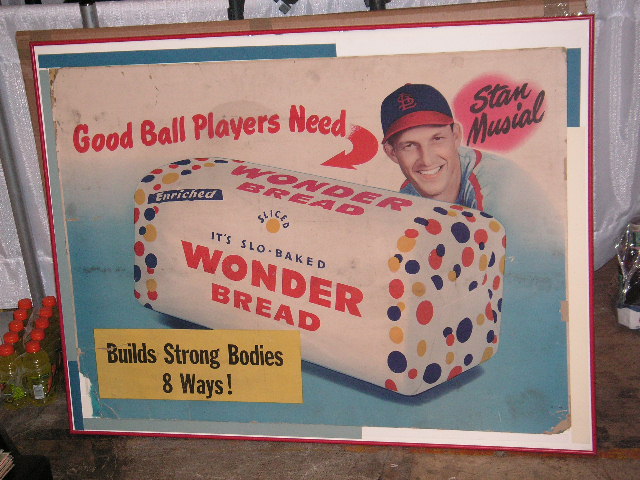 Good Ball Players Need
Stan
Musial
StL
WONDER
BREAD
Enriched
SLICED
IT'S SLO-BAKED
WONDER
BREAD
Builds Strong Bodies
8 Ways!